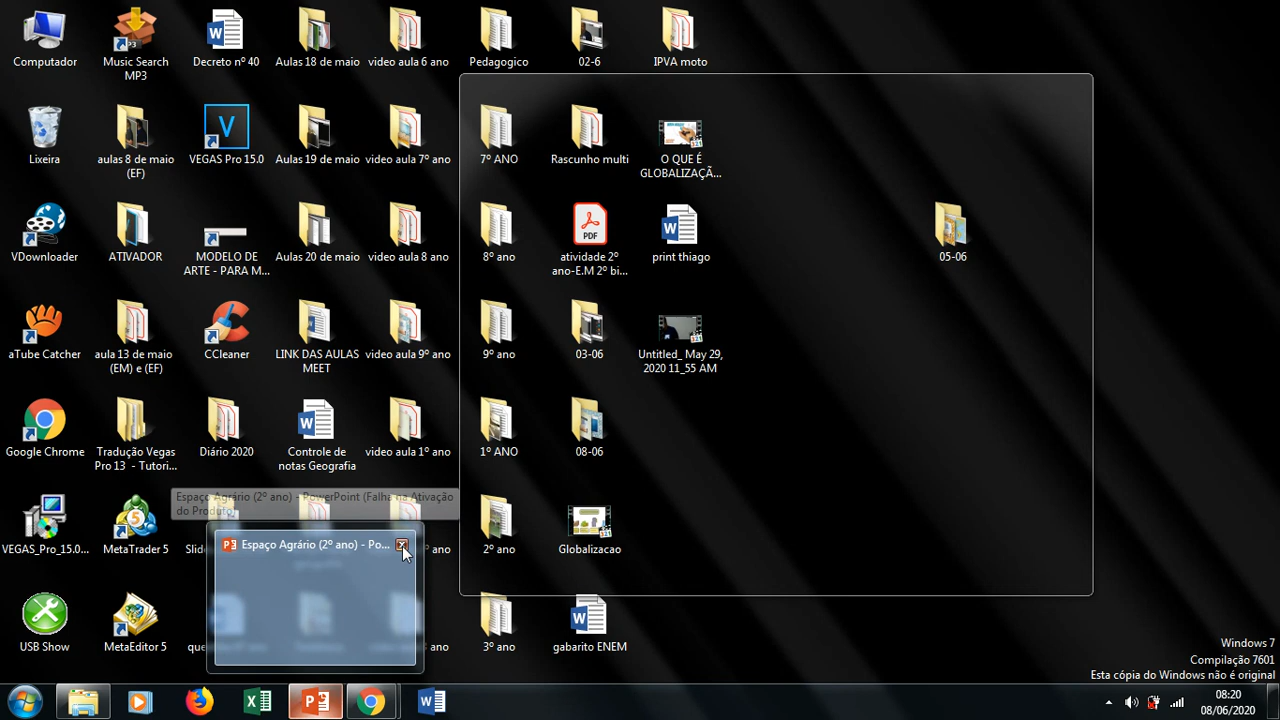 Computador
Music Search
MP3
Decreto nº 40
Aulas 18 de maio
video aula 6 ano
Pedagogico
02-6
IPVA moto
Lixeira
aulas 8 de maio
(EF)
VEGAS Pro 15.0
Aulas 19 de maio
video aula 7º ano
7º ANO
Rascunho multi
O QUE É
GLOBALIZAÇÃ...
VDownloader
ATIVADOR
MODELO DE
ARTE - PARA M...
Aulas 20 de maio
video aula 8 ano
8º ano
PDF
atividade 2º
ano-E.M 2º bi...
print thiago
05-06
aTube Catcher
aula 13 de maio
(EM) e (EF)
CCleaner
LINK DAS AULAS
MEET
video aula 9º ano
9º ano
03-06
Untitled_ May 29,
2020 11_55 AM
Google Chrome
Tradução Vegas
Pro 13 - Tutori...
Diário 2020
Controle de
notas Geografia
video aula 1º ano
1º ANO
08-06
Espaço Agrário (2º ano) - PowerPoint (Falha na Ativação
do Produto)
VEGAS_Pro_15.0...
MetaTrader 5
Slid
º ano
2º ano
Globalizacao
Espaço Agrário (2º ano) - Po...
USB Show
MetaEditor 5
que
ano
3º ano
gabarito ENEM
Windows 7
Compilação 7601
Esta cópia do Windows não é original
08:20
08/06/2020